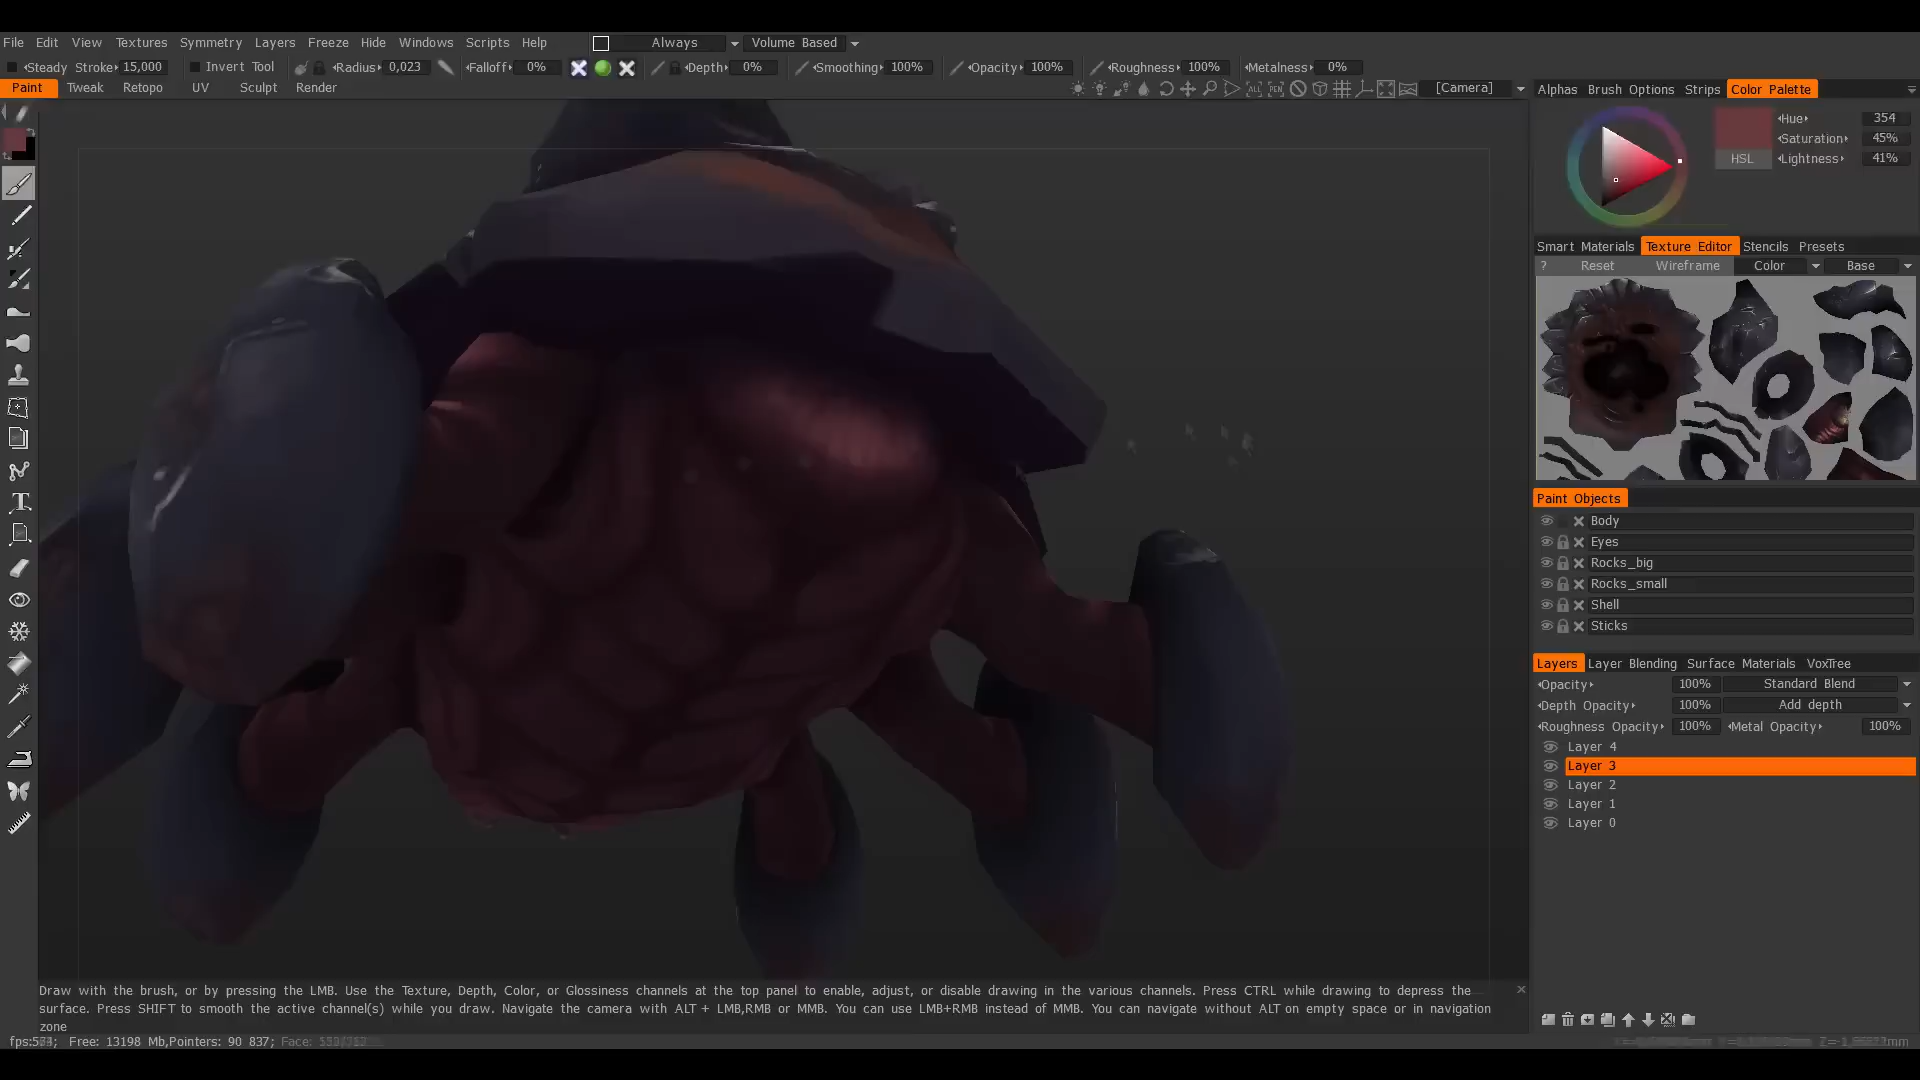 File Edit View Textures Symmetry Layers Freeze Hide Windows Scripts Help Always Volume Based
Steady Stroke 15,000 Invert Tool Radius 0,023 Falloff 0% Depth 0% Smoothing 100% Opacity 100% Roughness 100% Metalness 0%
Paint Tweak Retopo UV Sculpt Render [Camera]
Alphas Brush Options Strips Color Palette
Hue 354
Saturation 45%
HSL Lightness 41%
Smart Materials Texture Editor Stencils Presets
? Reset Wireframe Color Base
Paint Objects
Body
Eyes
Rocks_big
Rocks_small
Shell
Sticks
Layers Layer Blending Surface Materials VoxTree
Opacity 100% Standard Blend
Depth Opacity 100% Add depth
Roughness Opacity 100% Metal Opacity 100%
Layer 4
Layer 3
Layer 2
Layer 1
Layer 0
Draw with the brush, or by pressing the LMB. Use the Texture, Depth, Color, or Glossiness channels at the top panel to enable, adjust, or disable drawing in the various channels. Press CTRL while drawing to depress the
surface. Press SHIFT to smooth the active channel(s) while you draw. Navigate the camera with ALT + LMB,RMB or MMB. You can use LMB+RMB instead of MMB. You can navigate without ALT on empty space or in navigation
zone
Free: 13198 Mb,Pointers: 90 837; Face: